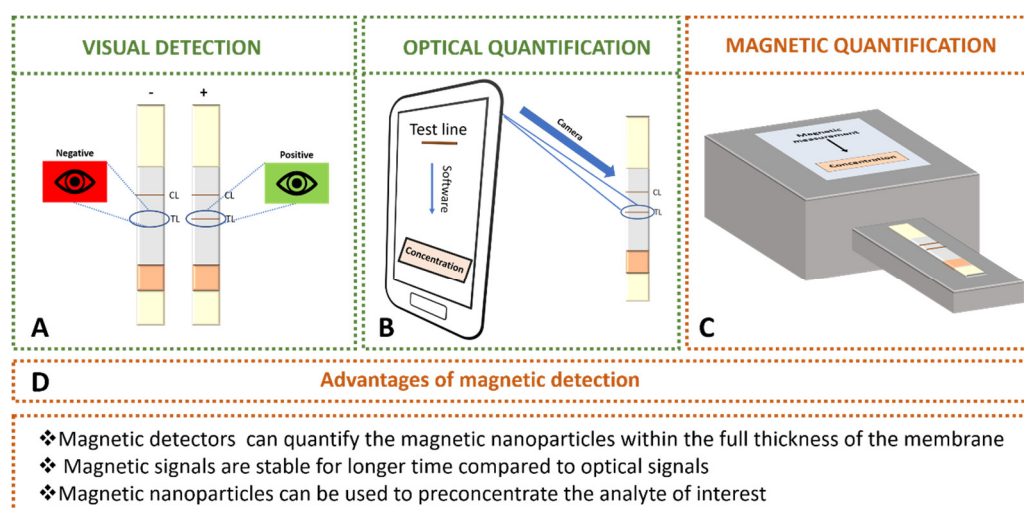 VISUAL DETECTION
- +
Negative
Positive
CL CL
TL TL
A
OPTICAL QUANTIFICATION
Test line
Software
Concentration
Camera
CL
TL
B
MAGNETIC QUANTIFICATION
Magnetic
measurement
Concentration
C
D Advantages of magnetic detection
❖Magnetic detectors can quantify the magnetic nanoparticles within the full thickness of the membrane
❖ Magnetic signals are stable for longer time compared to optical signals
❖Magnetic nanoparticles can be used to preconcentrate the analyte of interest